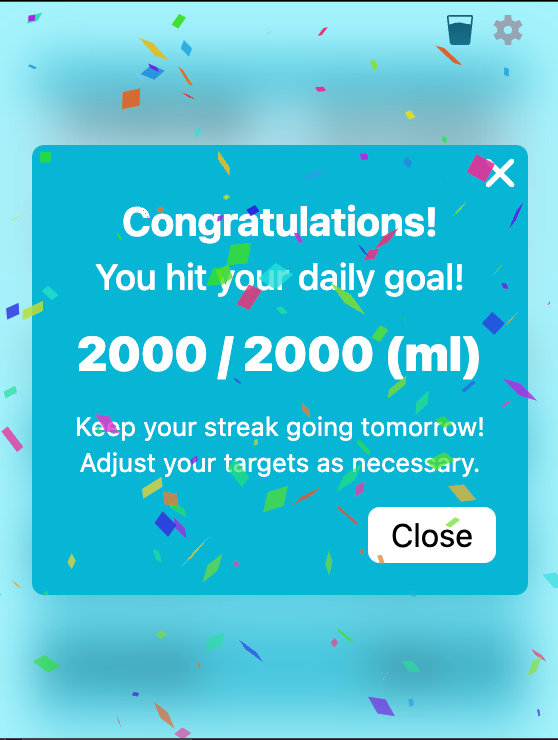 Congratulations!
You hit your daily goal!
2000 / 2000 (ml)
Keep your streak going tomorrow!
Adjust your targets as necessary.
Close